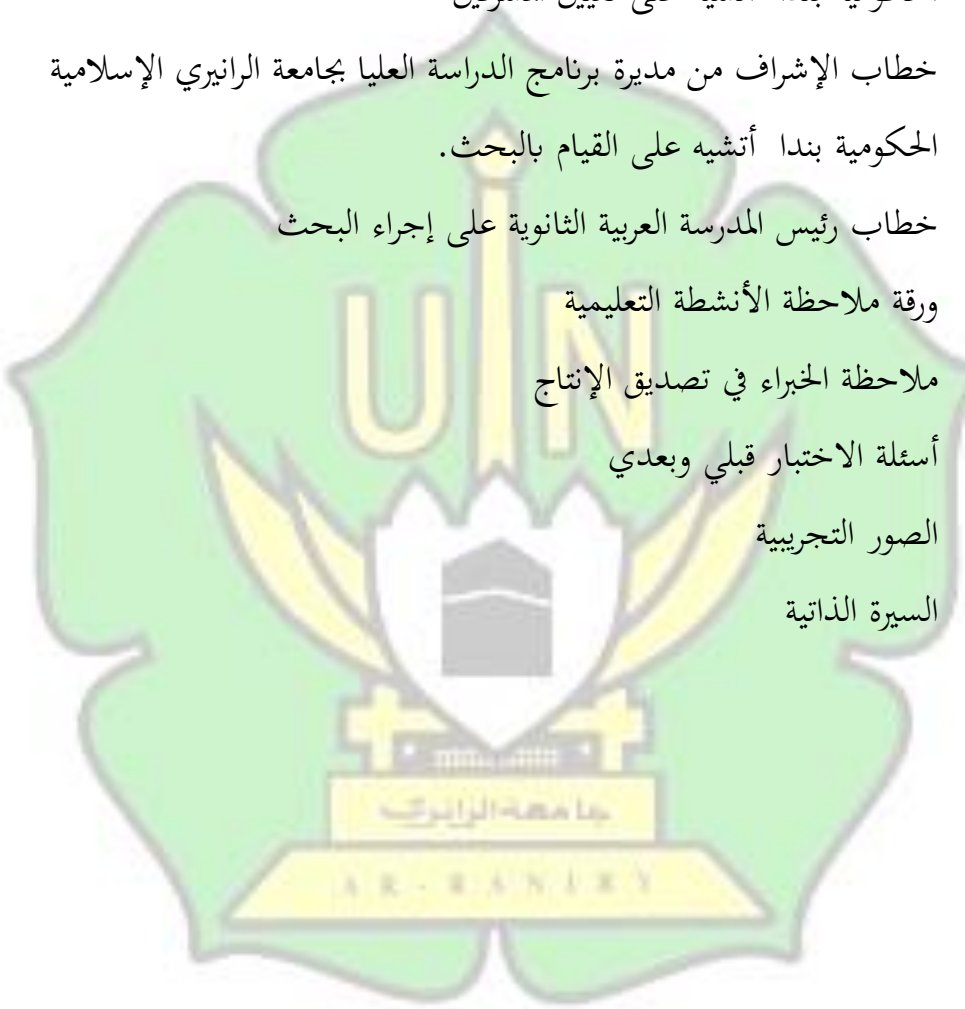 خطاب الإشراف من مديرة برنامج الدراسة العليا بجامعة الرانيري الإسلامية
الحكومية بندا أتشيه على القيام بالبحث.
خطاب رئيس المدرسة العربية الثانوية على إجراء البحث
ورقة ملاحظة الأنشطة التعليمية
ملاحظة الخبراء في تصديق الإنتاج
أسئلة الاختبار قبلي وبعدي
الصور التجريبية
السيرة الذاتية
UIN
جامعة الرانيري
AR-RANIRY